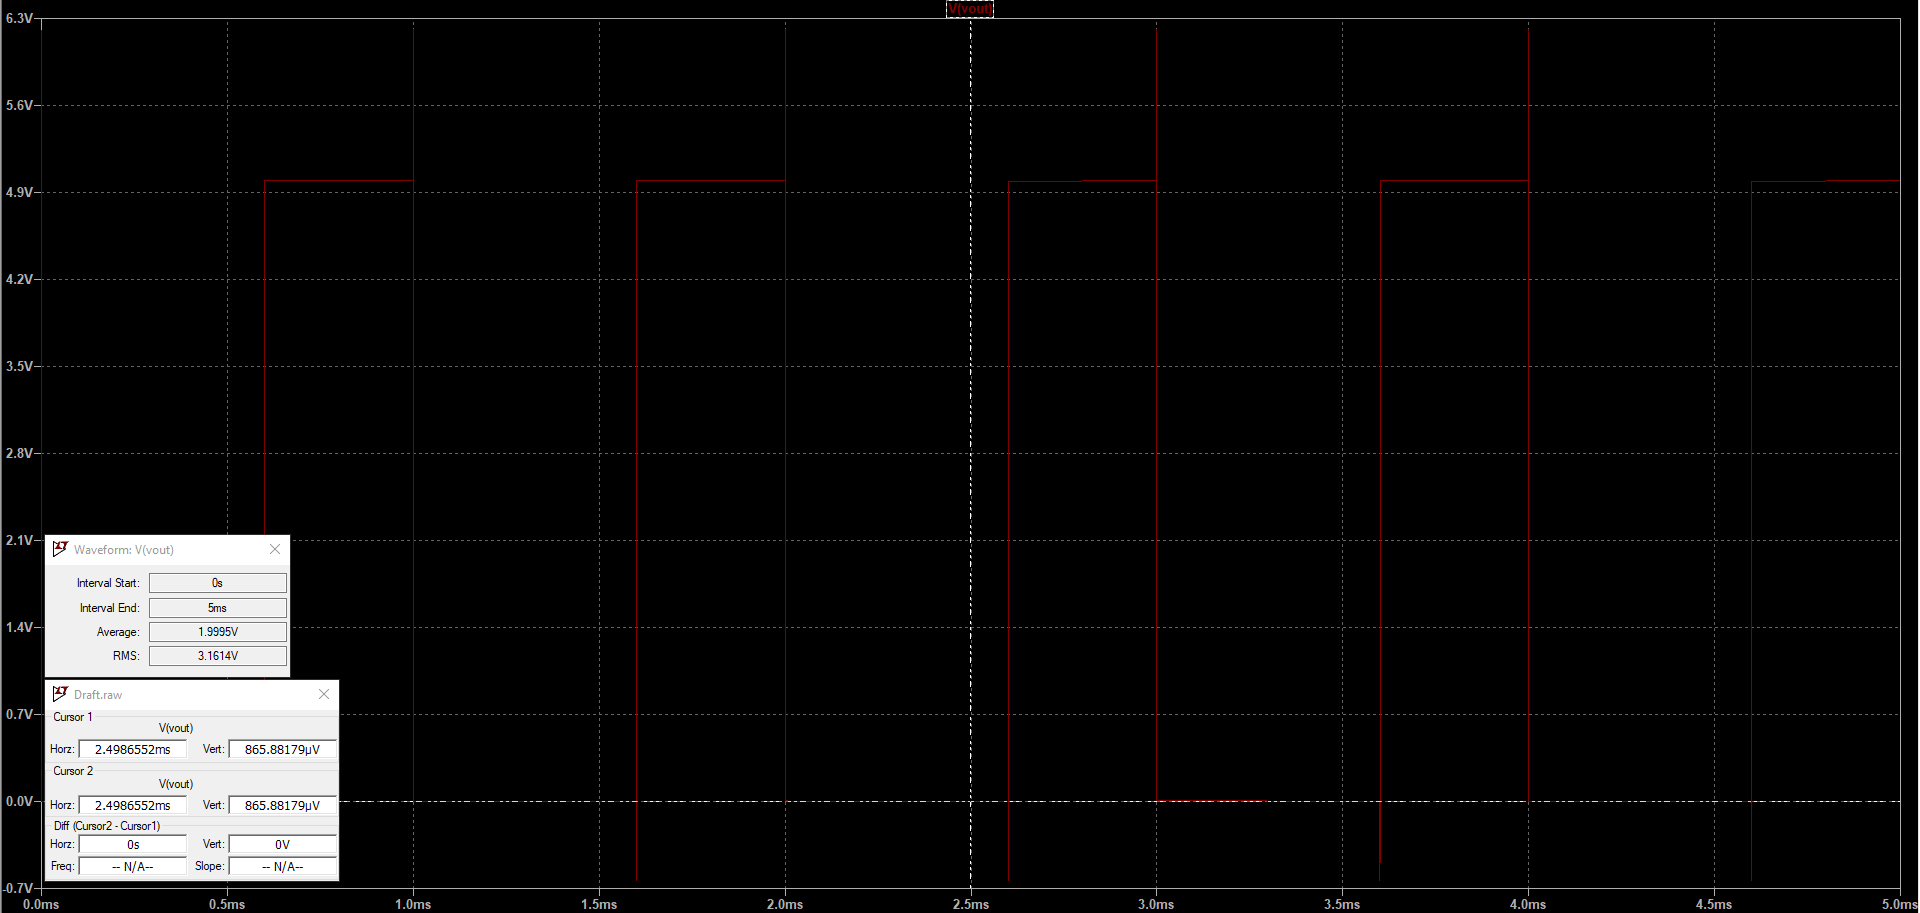 V(vout)
6.3V
5.6V
4.9V
4.2V
3.5V
2.8V
2.1V
1.4V
0.7V
0.0V
-0.7V
Waveform: V(vout)
Interval Start: 0s
Interval End: 5ms
Average: 1.9995V
RMS: 3.1614V
Draft.raw
Cursor 1
V(vout)
Horz: 2.4986552ms Vert: 865.88179µV
Cursor 2
V(vout)
Horz: 2.4986552ms Vert: 865.88179µV
Diff (Cursor2 - Cursor1)
Horz: 0s Vert: 0V
Freq: -- N/A-- Slope: -- N/A--
0.0ms 0.5ms 1.0ms 1.5ms 2.0ms 2.5ms 3.0ms 3.5ms 4.0ms 4.5ms 5.0ms